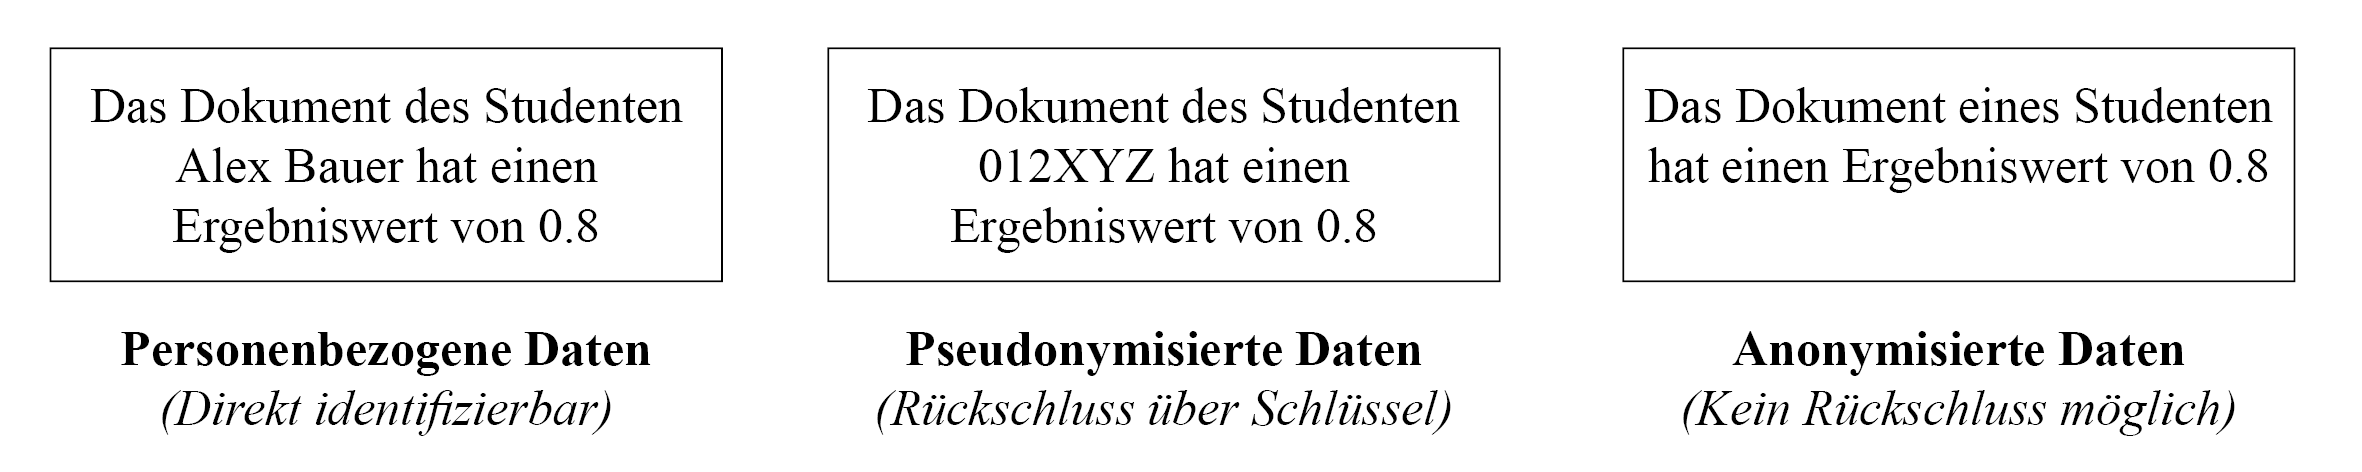 Das Dokument des Studenten
Alex Bauer hat einen
Ergebniswert von 0.8
Personenbezogene Daten
(Direkt identifizierbar)
Das Dokument des Studenten
012XYZ hat einen
Ergebniswert von 0.8
Pseudonymisierte Daten
(Rückschluss über Schlüssel)
Das Dokument eines Studenten
hat einen Ergebniswert von 0.8
Anonymisierte Daten
(Kein Rückschluss möglich)